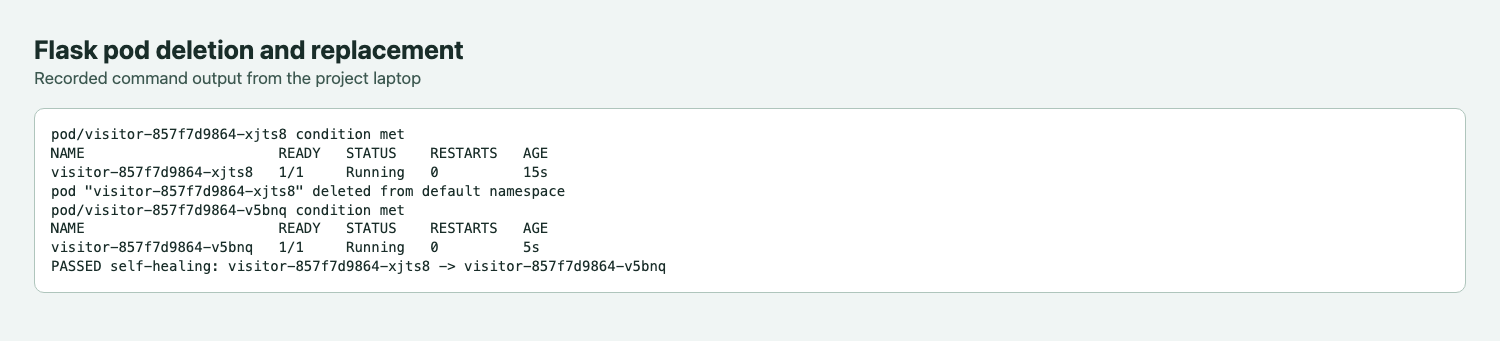 Flask pod deletion and replacement
Recorded command output from the project laptop
pod/visitor-857f7d9864-xjts8 condition met
NAME                       READY   STATUS    RESTARTS   AGE
visitor-857f7d9864-xjts8   1/1     Running   0          15s
pod "visitor-857f7d9864-xjts8" deleted from default namespace
pod/visitor-857f7d9864-v5bnq condition met
NAME                       READY   STATUS    RESTARTS   AGE
visitor-857f7d9864-v5bnq   1/1     Running   0          5s
PASSED self-healing: visitor-857f7d9864-xjts8 -> visitor-857f7d9864-v5bnq